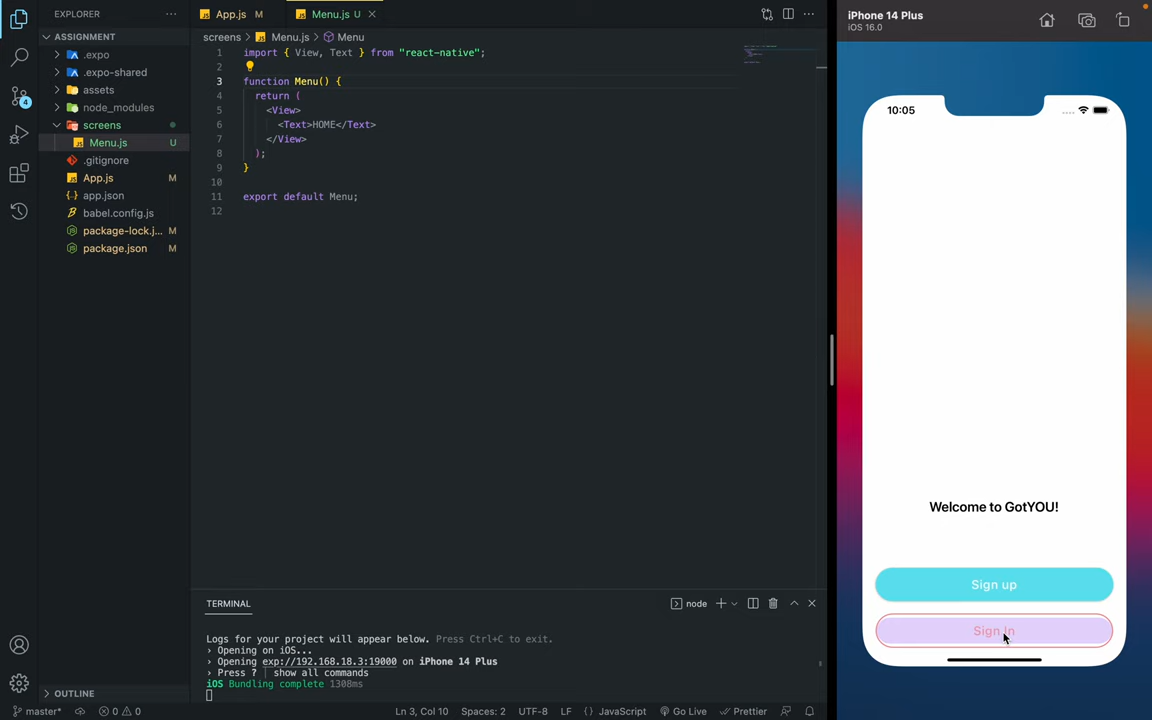 EXPLORER
ASSIGNMENT
.expo
.expo-shared
assets
node_modules
screens
Menu.js U
.gitignore
App.js M
app.json
babel.config.js
package-lock.j... M
package.json M
OUTLINE
4
App.js M
Menu.js U
screens > Menu.js > Menu
1 import { View, Text } from "react-native";
2
3 function Menu() {
4 return (
5 <View>
6 <Text>HOME</Text>
7 </View>
8 );
9 }
10
11 export default Menu;
12
TERMINAL
node
Logs for your project will appear below. Press Ctrl+C to exit.
› Opening on iOS...
› Opening exp://192.168.18.3:19000 on iPhone 14 Plus
› Press ? | show all commands
iOS Bundling complete 1308ms
master*
0 0
Ln 3, Col 10
Spaces: 2
UTF-8
LF
{ } JavaScript
Go Live
Prettier
iPhone 14 Plus
iOS 16.0
10:05
Welcome to GotYOU!
Sign up
Sign In